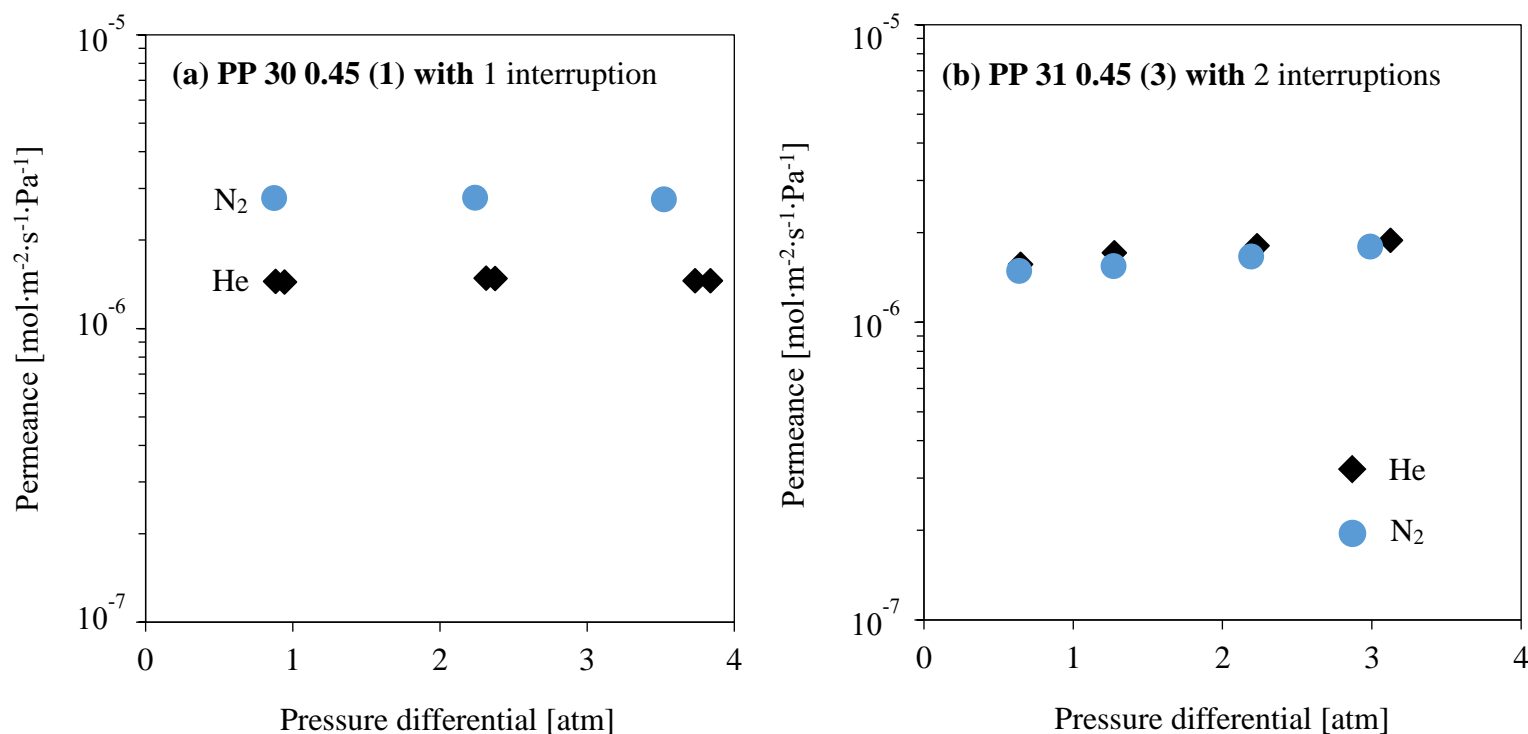 (a) PP 30 0.45 (1) with 1 interruption
Permeance [mol·m⁻²·s⁻¹·Pa⁻¹]
10⁻⁵
10⁻⁶
10⁻⁷
N₂
He
0 1 2 3 4
Pressure differential [atm]
(b) PP 31 0.45 (3) with 2 interruptions
Permeance [mol·m⁻²·s⁻¹·Pa⁻¹]
10⁻⁵
10⁻⁶
10⁻⁷
He
N₂
0 1 2 3 4
Pressure differential [atm]